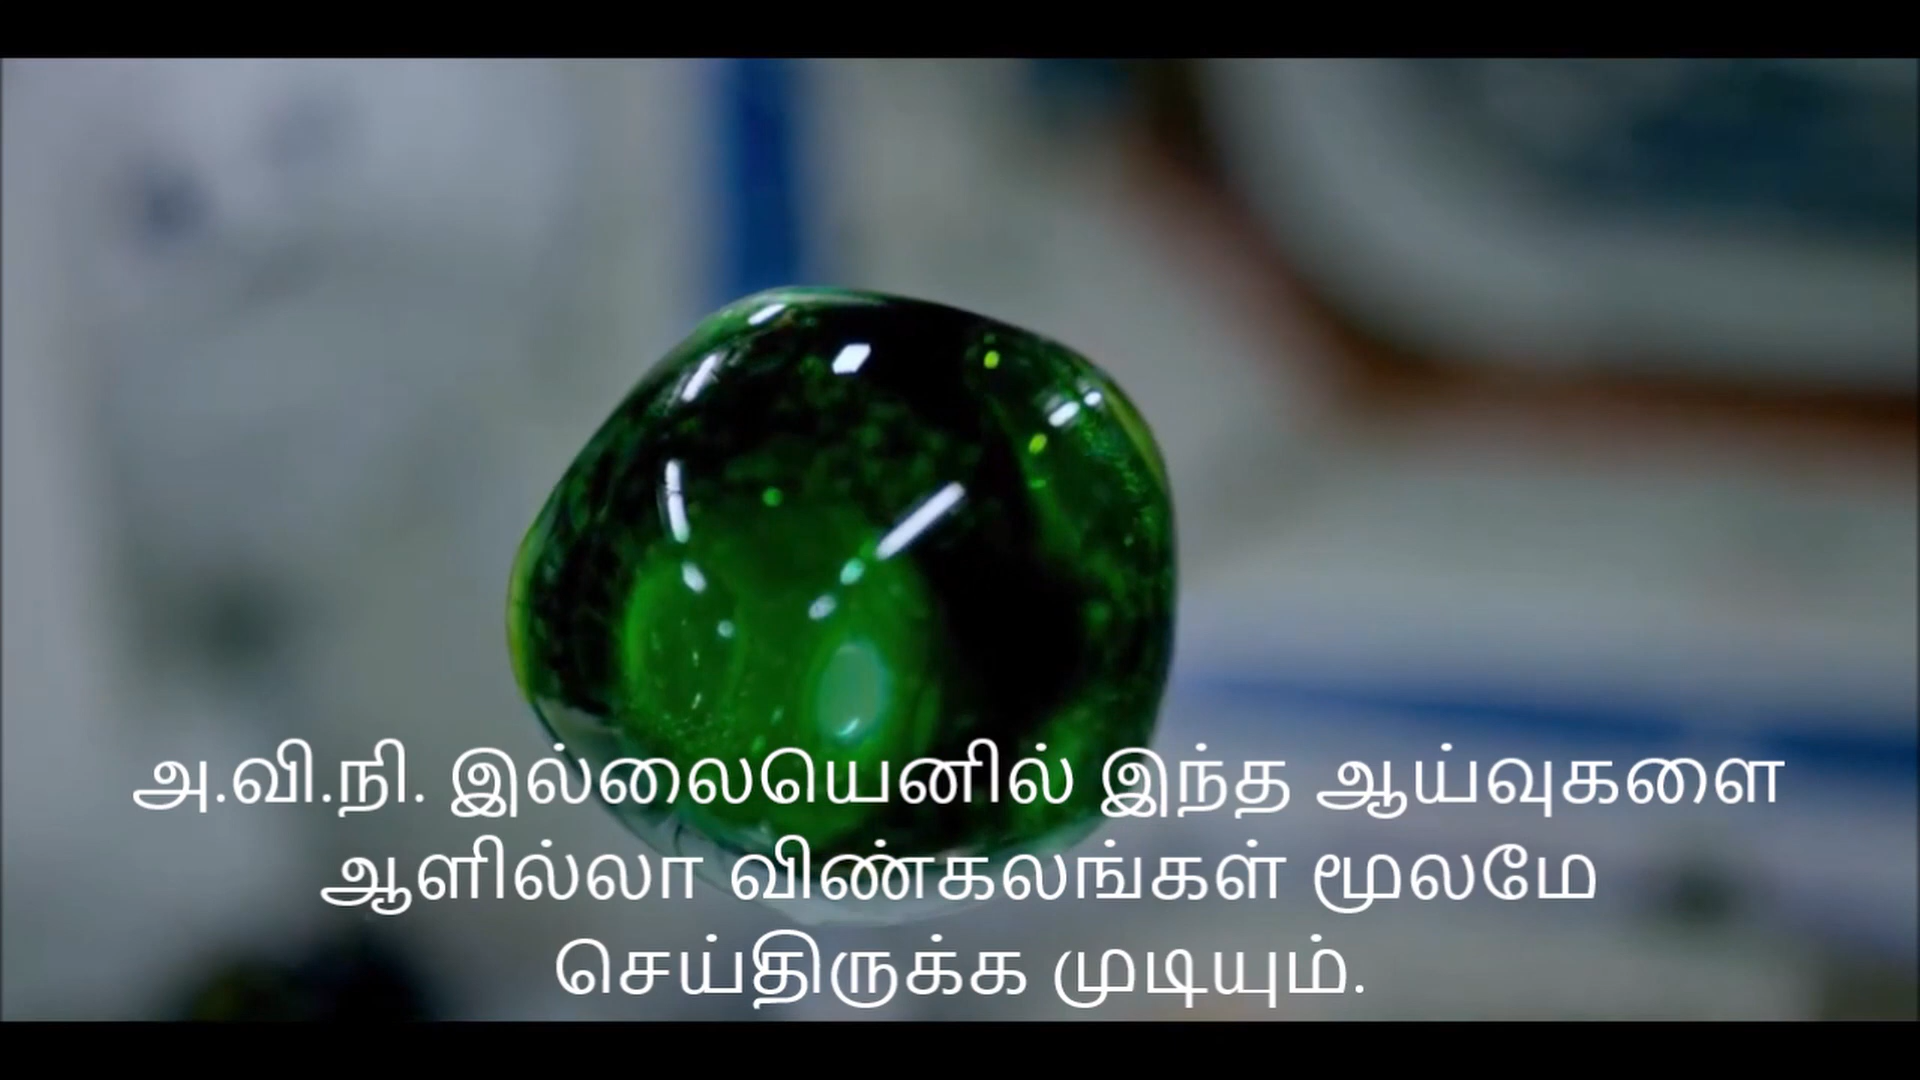 அ.வி.நி. இல்லையெனில் இந்த ஆய்வுகளை
ஆளில்லா விண்கலங்கள் மூலமே
செய்திருக்க முடியும்.